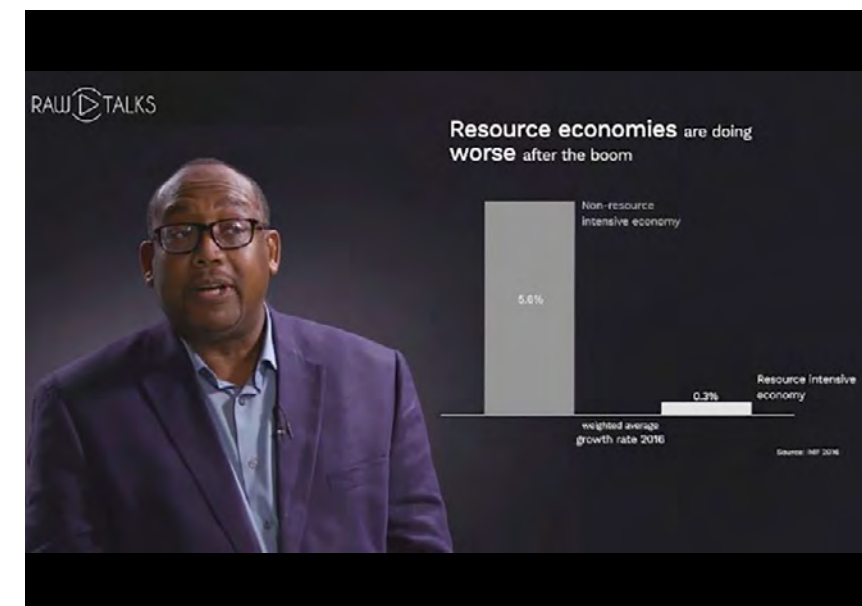 RAW TALKS
Resource economies are doing
worse after the boom
Non-resource
intensive economy
5.6%
0.3%
Resource intensive
economy
weighted average
growth rate 2016
Source: IMF 2016